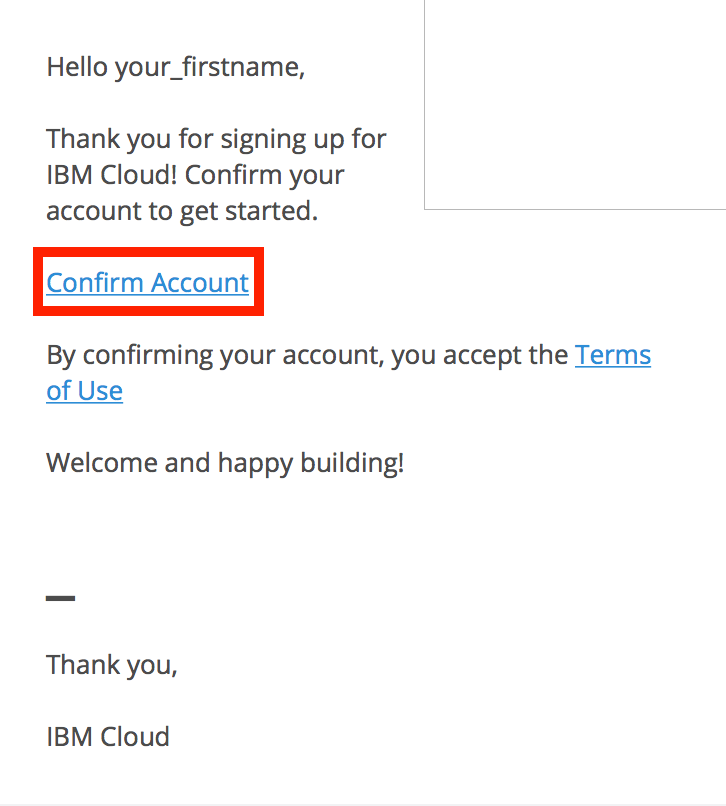 Hello your_firstname,
Thank you for signing up for
IBM Cloud! Confirm your
account to get started.
Confirm Account
By confirming your account, you accept the Terms
of Use
Welcome and happy building!
—
Thank you,
IBM Cloud